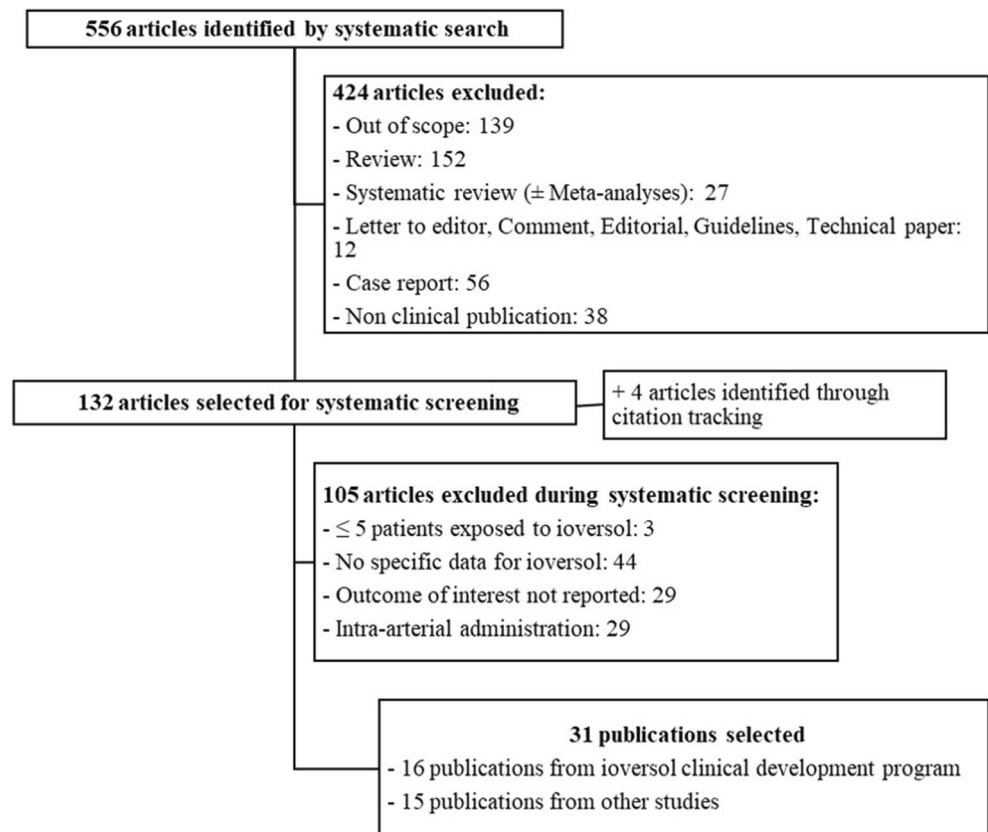 556 articles identified by systematic search
424 articles excluded:
- Out of scope: 139
- Review: 152
- Systematic review (± Meta-analyses): 27
- Letter to editor, Comment, Editorial, Guidelines, Technical paper:
12
- Case report: 56
- Non clinical publication: 38
132 articles selected for systematic screening
+ 4 articles identified through
citation tracking
105 articles excluded during systematic screening:
- ≤ 5 patients exposed to ioversol: 3
- No specific data for ioversol: 44
- Outcome of interest not reported: 29
- Intra-arterial administration: 29
31 publications selected
- 16 publications from ioversol clinical development program
- 15 publications from other studies